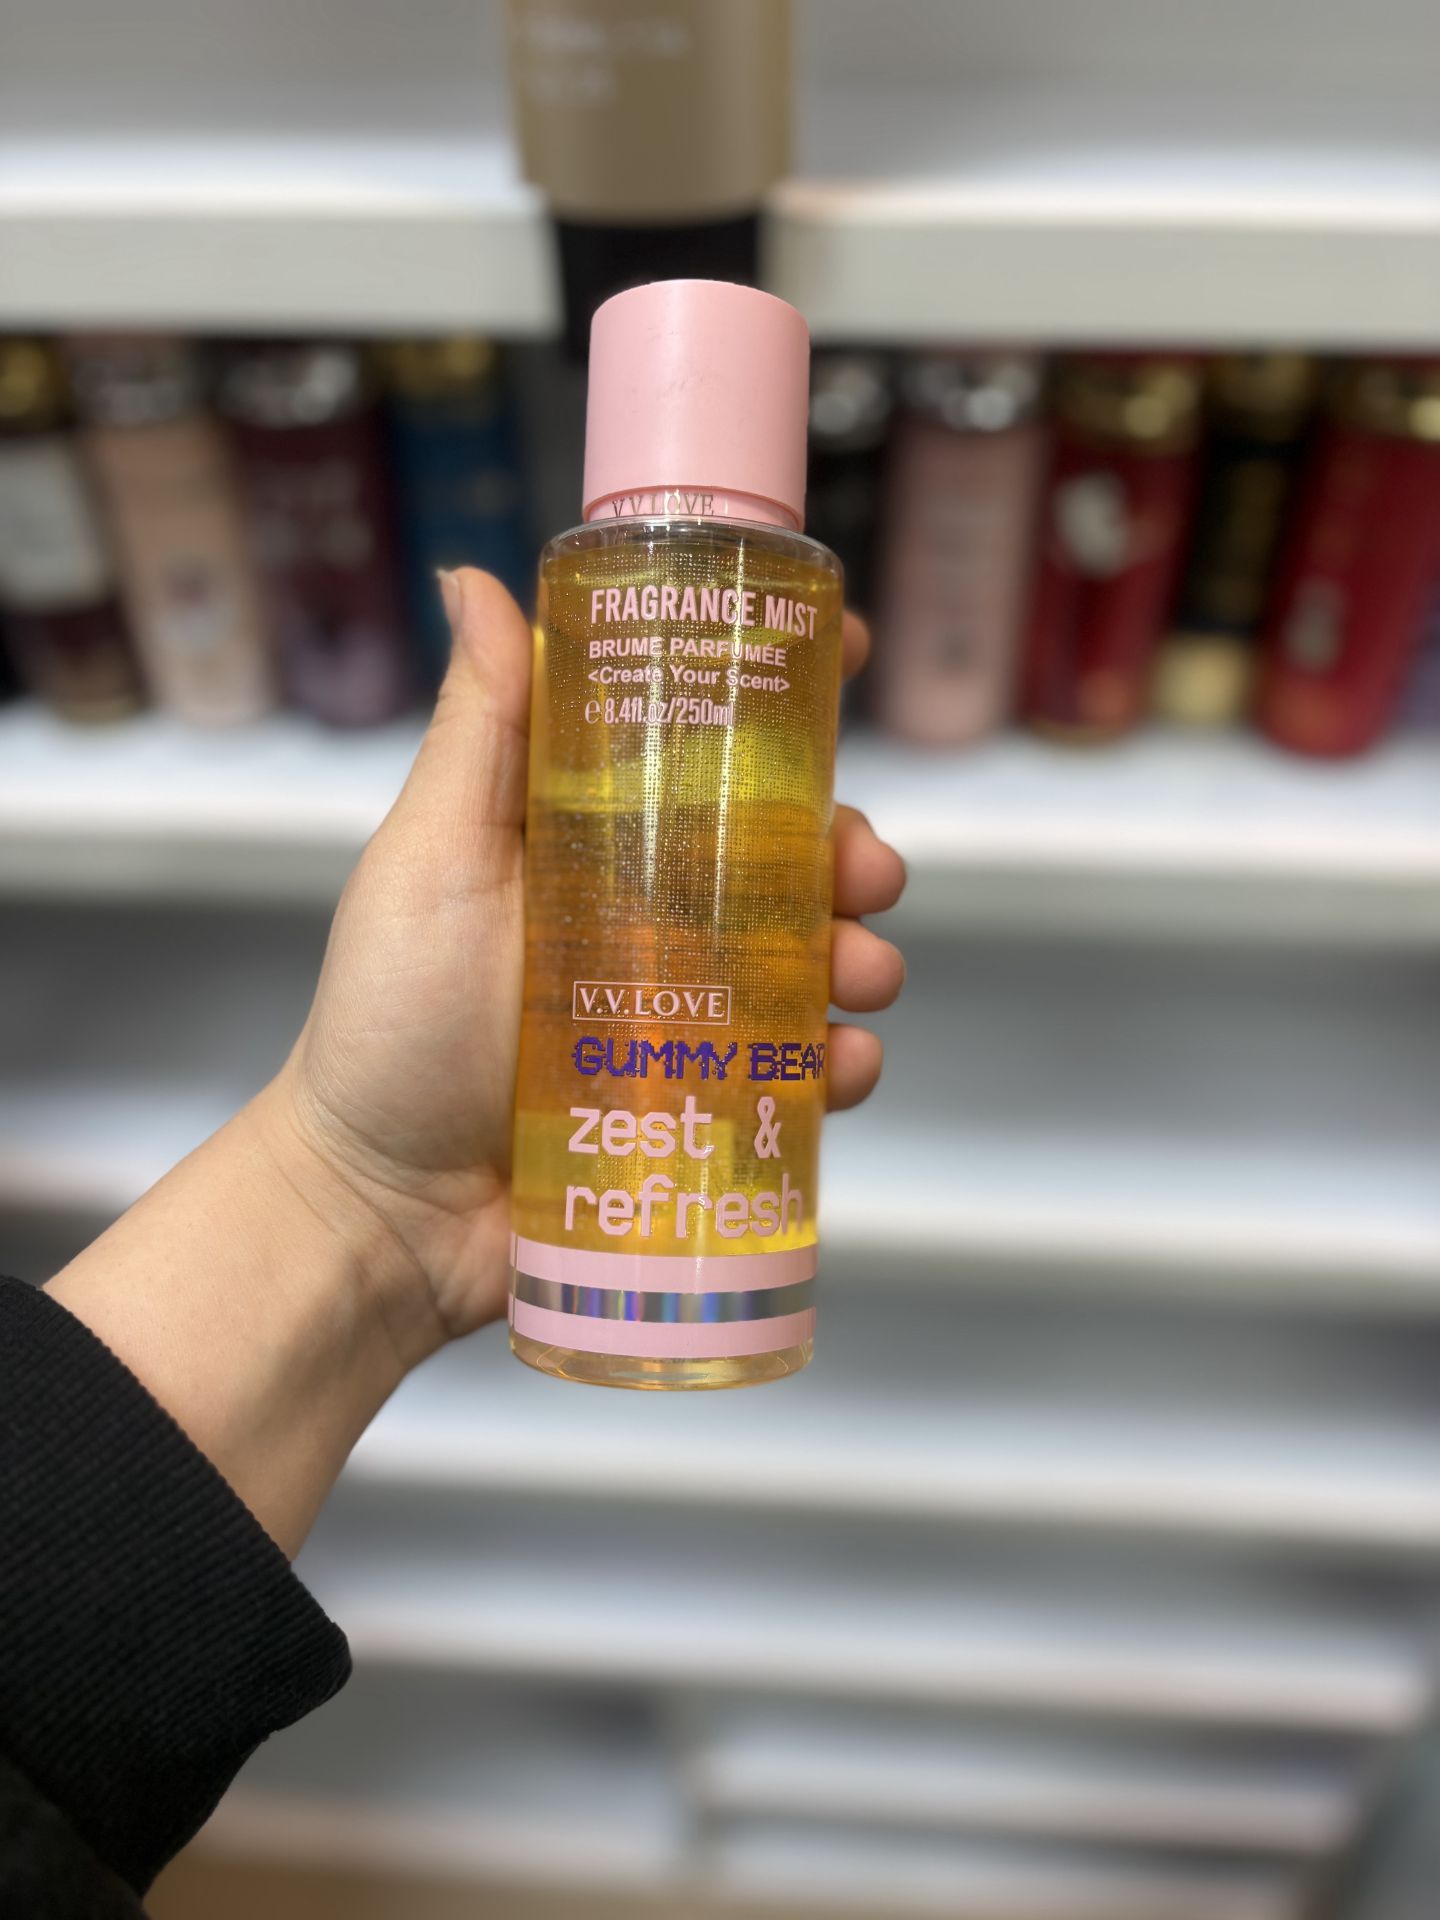 V.V.LOVE
FRAGRANCE MIST
BRUME PARFUMÉE
<Create Your Scent>
e 8.4fl.oz/250ml
V.V.LOVE
GUMMY BEAR
zest &
refresh